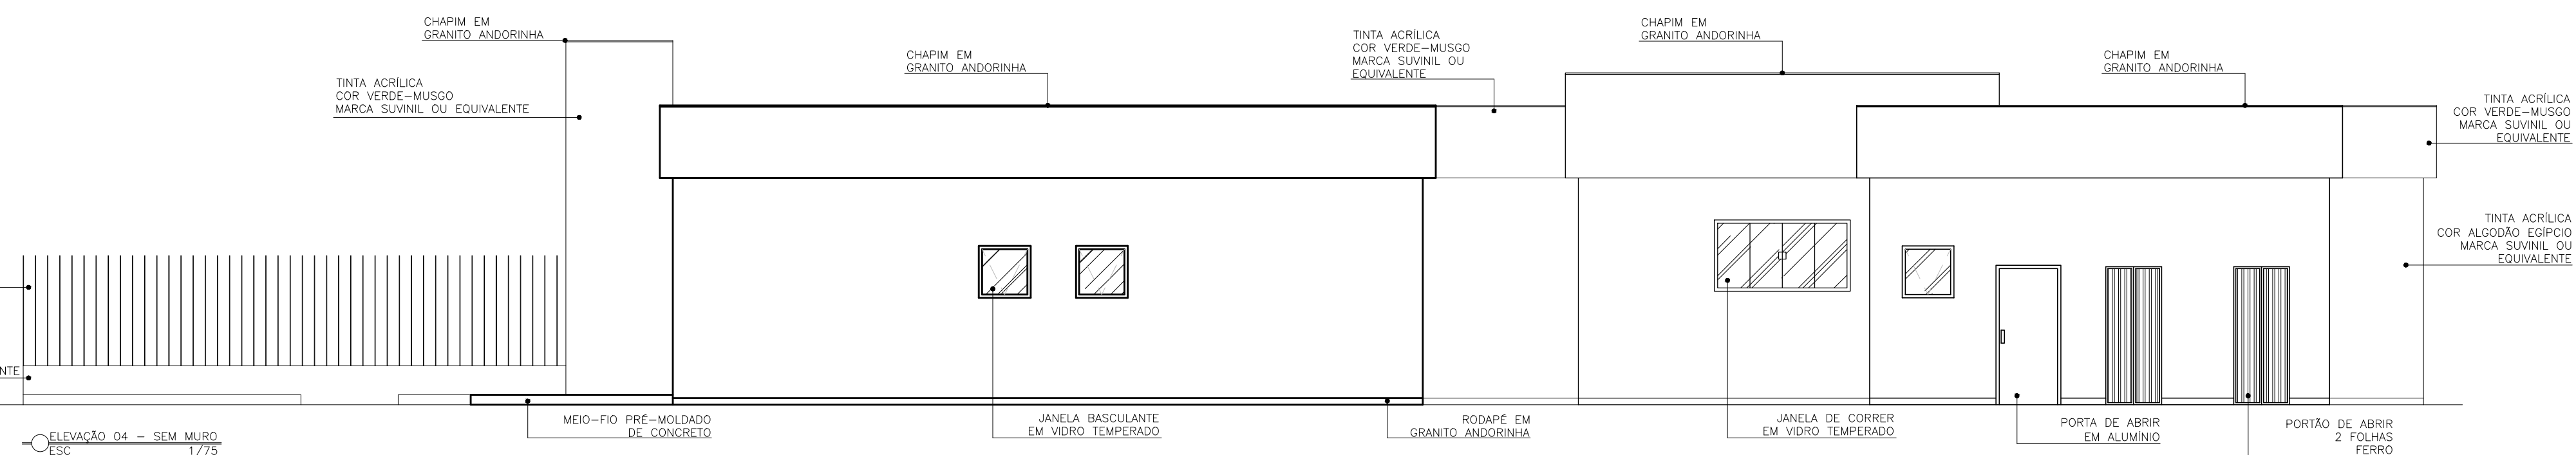 CHAPIM EM
GRANITO ANDORINHA
TINTA ACRÍLICA
COR VERDE-MUSGO
MARCA SUVINIL OU EQUIVALENTE
CHAPIM EM
GRANITO ANDORINHA
TINTA ACRÍLICA
COR VERDE-MUSGO
MARCA SUVINIL OU
EQUIVALENTE
CHAPIM EM
GRANITO ANDORINHA
CHAPIM EM
GRANITO ANDORINHA
TINTA ACRÍLICA
COR VERDE-MUSGO
MARCA SUVINIL OU
EQUIVALENTE
TINTA ACRÍLICA
COR ALGODÃO EGÍPCIO
MARCA SUVINIL OU
EQUIVALENTE
NTE
MEIO-FIO PRÉ-MOLDADO
DE CONCRETO
JANELA BASCULANTE
EM VIDRO TEMPERADO
RODAPÉ EM
GRANITO ANDORINHA
JANELA DE CORRER
EM VIDRO TEMPERADO
PORTA DE ABRIR
EM ALUMÍNIO
PORTÃO DE ABRIR
2 FOLHAS
FERRO
ELEVAÇÃO 04 - SEM MURO
ESC 1/75